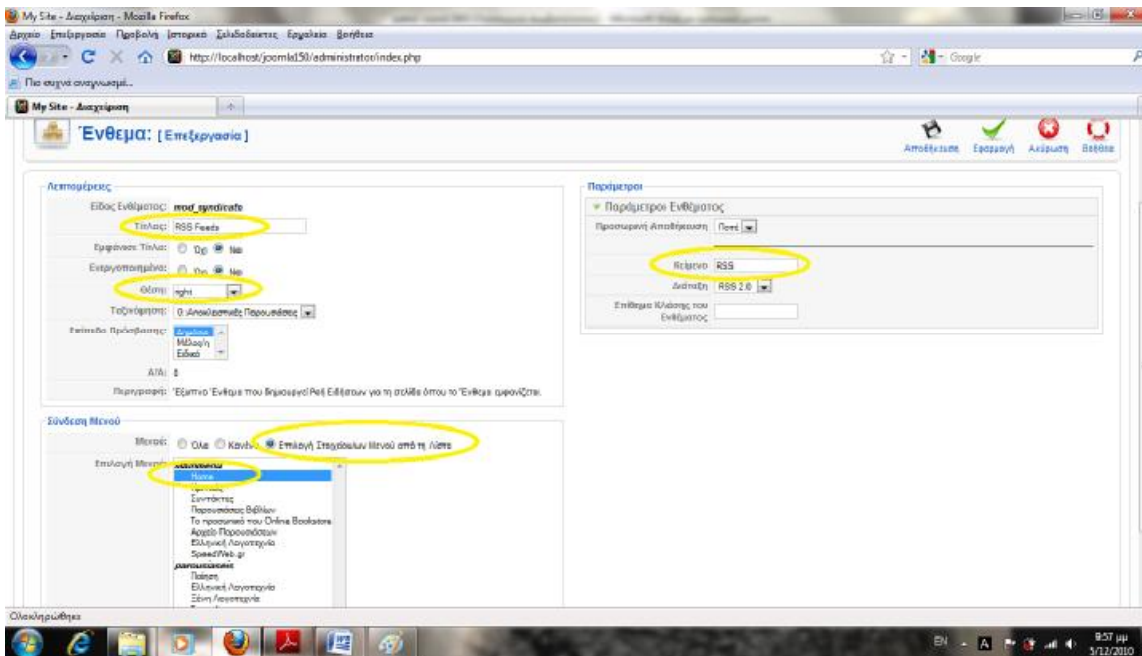 My Site - Διαχείριση - Mozilla Firefox
Αρχείο Επεξεργασία Προβολή Ιστορικό Σελιδοδείκτες Εργαλεία Βοήθεια
http://localhost/joomla150/administrator/index.php
Google
Πιο συχνά αναγνωσμέ...
My Site - Διαχείριση
Ένθεμα: [Επεξεργασία]
Αποθήκευση Εφαρμογή Ακύρωση Βοήθεια
Λεπτομέρειες
Είδος Ενθέματος: mod_syndicate
Τίτλος: RSS Feeds
Εμφάνιση Τίτλου: Όχι Ναι
Ενεργοποιημένο: Όχι Ναι
Θέση: right
Ταξινόμηση: 0::Αποκλειστικές Παρουσιάσεις
Επίπεδο Πρόσβασης:
Μέλος/η
Ειδικό
Α/Α: 0
Περιγραφή: Έξυπνο Ένθεμα που δημιουργεί Ροή Ειδήσεων για τη σελίδα όπου το Ένθεμα εμφανίζεται.
Σύνδεση Μενού
Μενού: Όλα Κανένα Επιλογή Στοιχείου/ων Μενού από τη Λίστα
Επιλογή Μενού:
Home
Κριτικές
Συντάκτες
Παρουσιάσεις Βιβλίων
Το προσωπικό του Online Bookstore
Αρχείο Παρουσιάσεων
Ελληνική Λογοτεχνία
SpeedWeb.gr
parousiaseis
Ποίηση
Ελληνική Λογοτεχνία
Ξένη Λογοτεχνία
Παράμετροι
Παράμετροι Ενθέματος
Προσωρινή Αποθήκευση Ποτέ
Κείμενο RSS
Διάταξη RSS 2.0
Επίθεμα Κλάσης του
Ενθέματος
Ολοκληρώθηκε
EN
9:57 μμ
5/12/2010